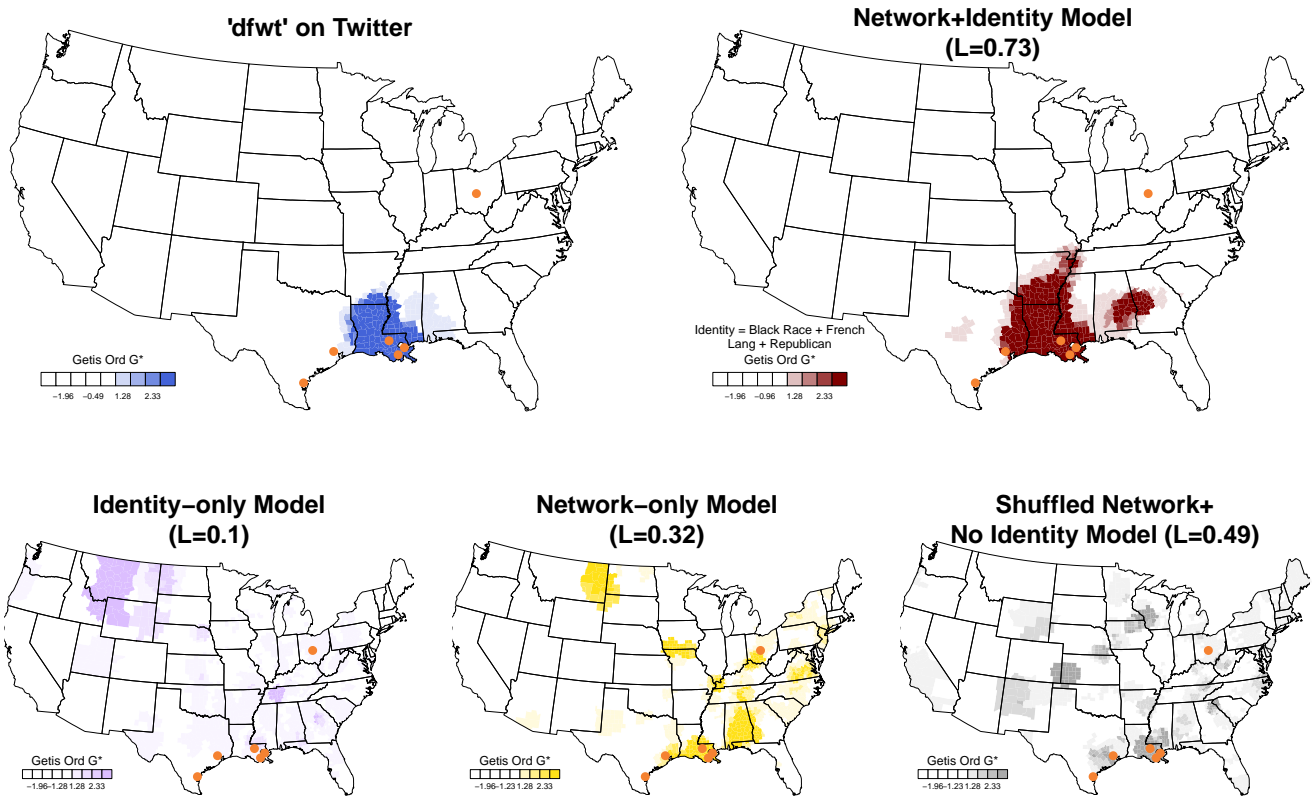 'dfwt' on Twitter
Getis Ord G*
−1.96 −0.49 1.28 2.33
Network+Identity Model
(L=0.73)
Identity = Black Race + French
Lang + Republican
Getis Ord G*
−1.96 −0.96 1.28 2.33
Identity−only Model
(L=0.1)
Getis Ord G*
−1.96−1.28 1.28 2.33
Network−only Model
(L=0.32)
Getis Ord G*
−1.96−1.23 1.28 2.33
Shuffled Network+
No Identity Model (L=0.49)
Getis Ord G*
−1.96−1.23 1.28 2.33